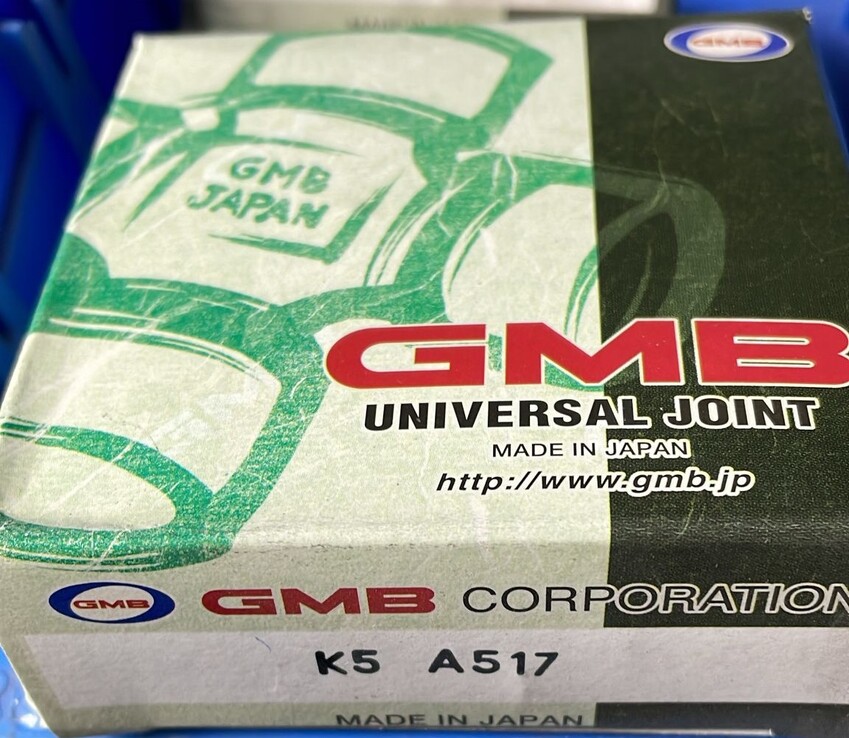 GMB
GMB
JAPAN
GMB
UNIVERSAL JOINT
MADE IN JAPAN
http://www.gmb.jp
GMB GMB CORPORATION
K5 A517
MADE IN JAPAN